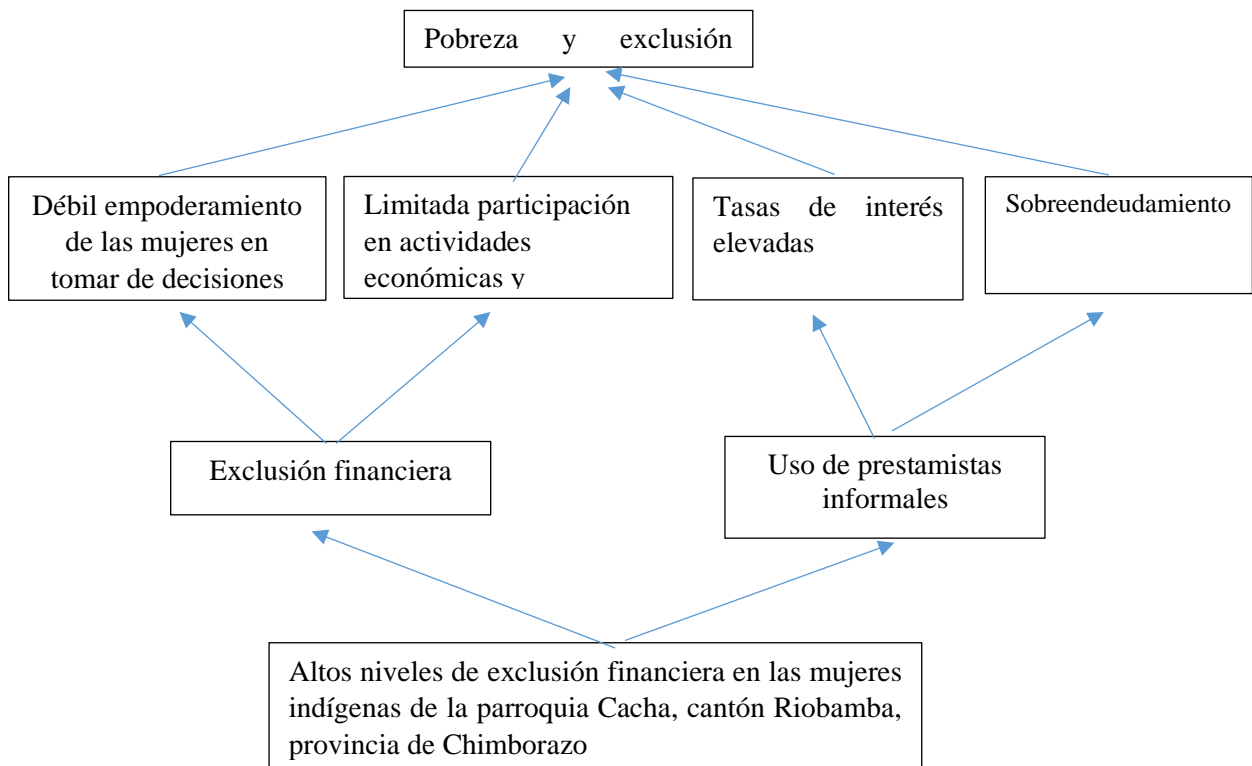 Pobreza y exclusión
Débil empoderamiento
de las mujeres en
tomar de decisiones
Limitada participación
en actividades
económicas y
Tasas de interés
elevadas
Sobreendeudamiento
Exclusión financiera
Uso de prestamistas
informales
Altos niveles de exclusión financiera en las mujeres
indígenas de la parroquia Cacha, cantón Riobamba,
provincia de Chimborazo